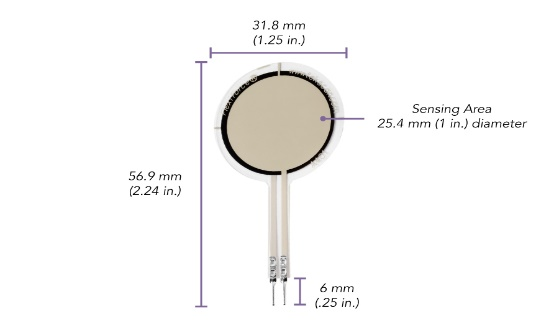 31.8 mm
(1.25 in.)
Sensing Area
25.4 mm (1 in.) diameter
56.9 mm
(2.24 in.)
6 mm
(.25 in.)